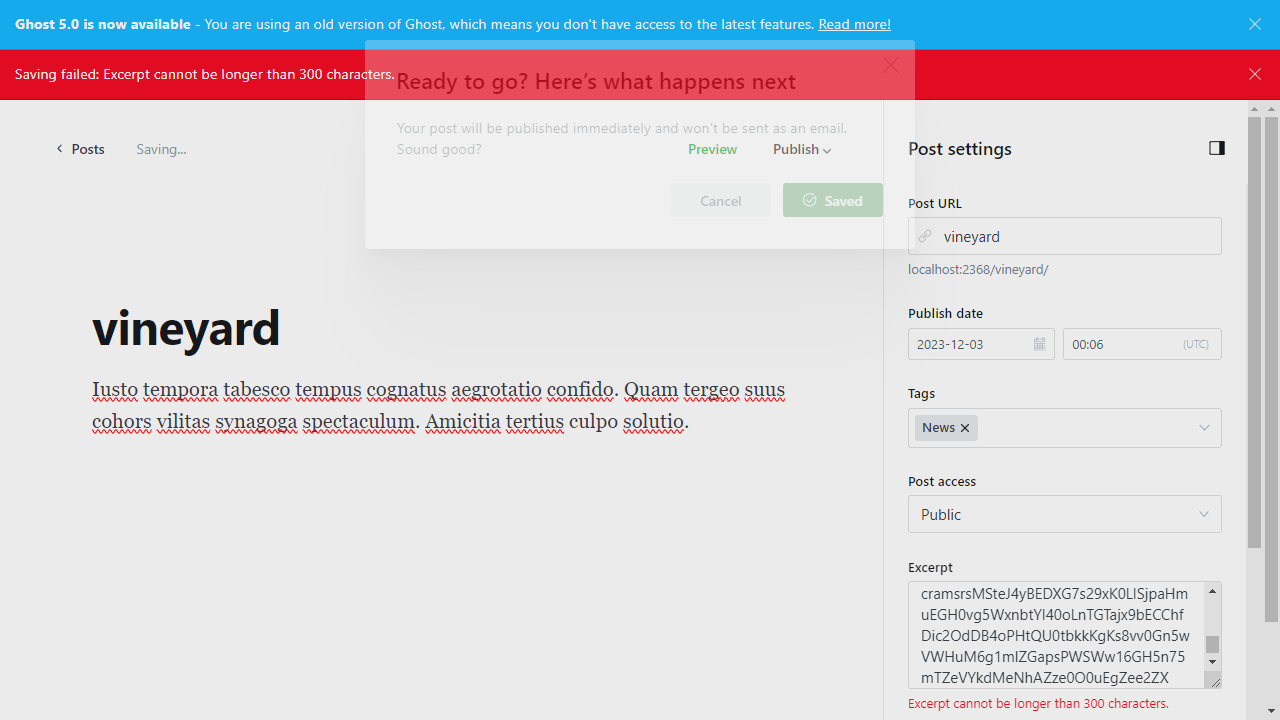 Ghost 5.0 is now available - You are using an old version of Ghost, which means you don't have access to the latest features. Read more!
Saving failed: Excerpt cannot be longer than 300 characters.
Ready to go? Here's what happens next
Your post will be published immediately and won't be sent as an email.
Sound good?
Cancel
Saved
Posts
Saving...
Preview
Publish
vineyard
Iusto tempora tabesco tempus cognatus aegrotatio confido. Quam tergeo suus
cohors vilitas synagoga spectaculum. Amicitia tertius culpo solutio.
Post settings
Post URL
vineyard
localhost:2368/vineyard/
Publish date
2023-12-03
00:06
(UTC)
Tags
News
Post access
Public
Excerpt
cramsrsMSteJ4yBEDXG7s29xK0LISjpaHm
uEGH0vg5WxnbtYl40oLnTGTajx9bECChf
Dic2OdDB4oPHtQU0tbkkKgKs8vv0Gn5w
VWHuM6g1mIZGapsPWSWw16GH5n75
mTZeVYkdMeNhAZze0O0uEgZee2ZX
Excerpt cannot be longer than 300 characters.